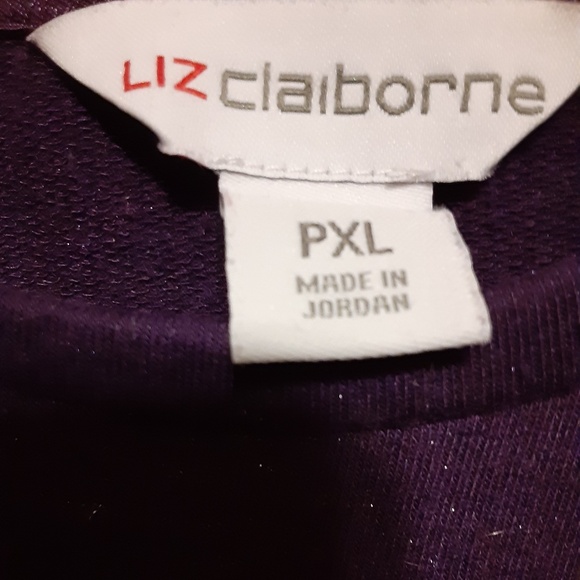 LIZ claiborne
PXL
MADE IN
JORDAN